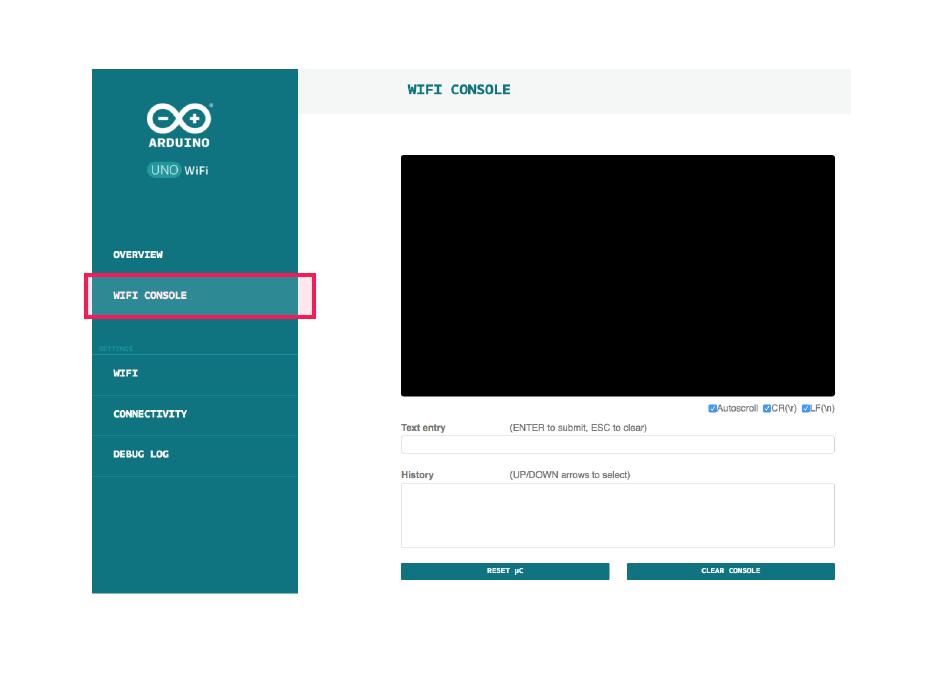 ARDUINO
UNO WiFi
OVERVIEW
WIFI CONSOLE
SETTINGS
WIFI
CONNECTIVITY
DEBUG LOG
WIFI CONSOLE
Autoscroll CR(\r) LF(\n)
Text entry (ENTER to submit, ESC to clear)
History (UP/DOWN arrows to select)
RESET µC CLEAR CONSOLE